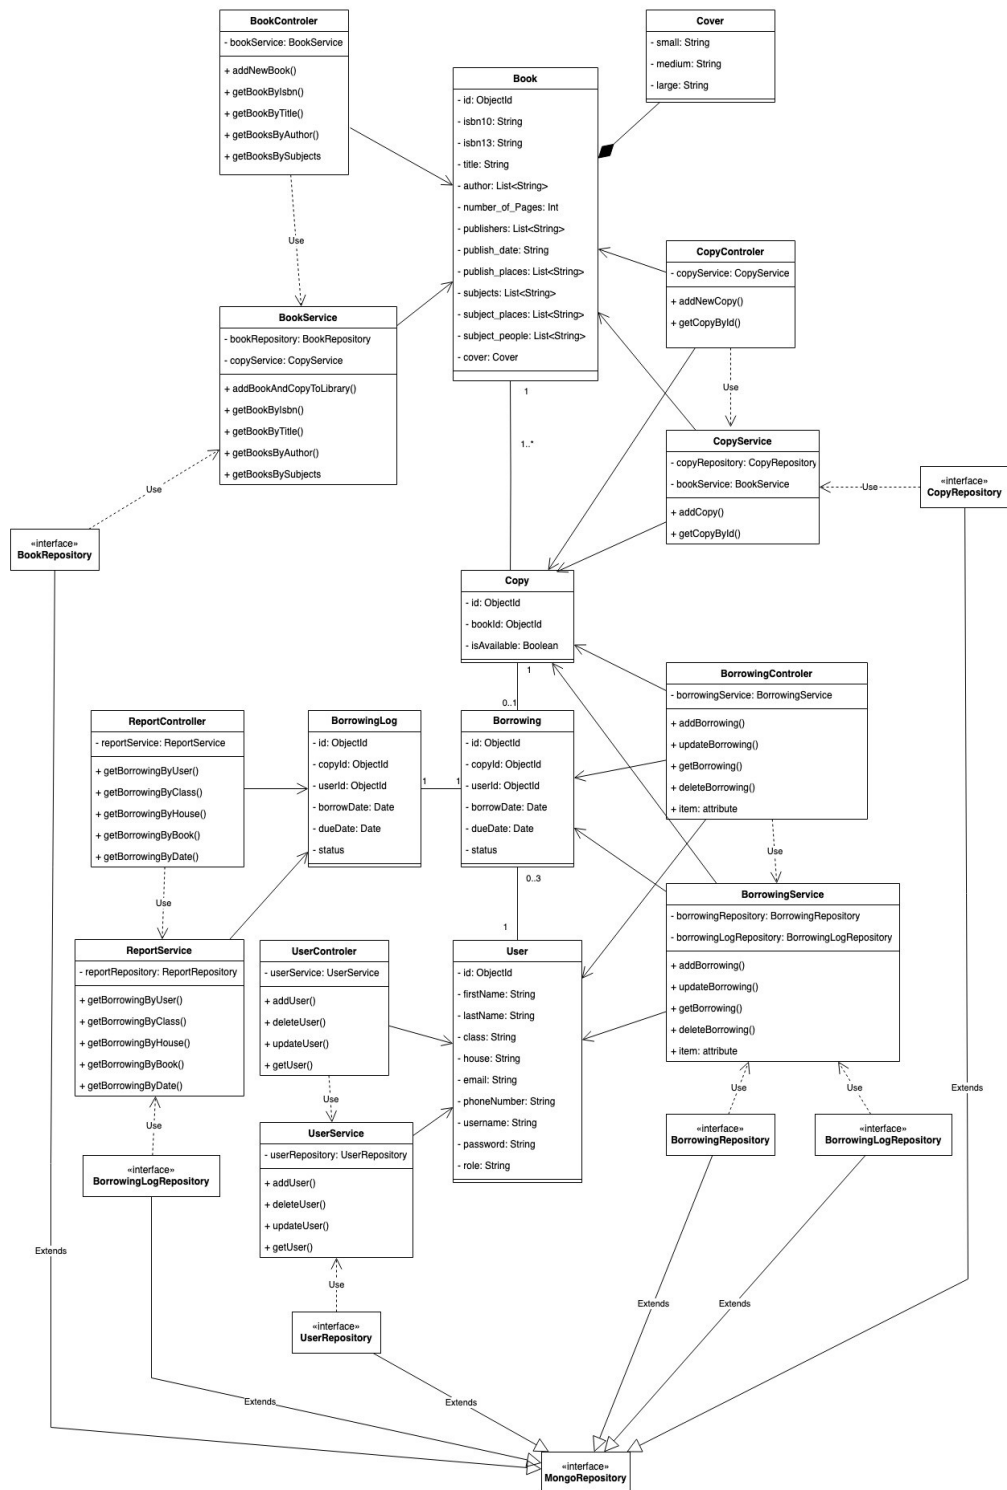 BookControler
- bookService: BookService
+ addNewBook()
+ getBookByIsbn()
+ getBookByTitle()
+ getBooksByAuthor()
+ getBooksBySubjects
Cover
- small: String
- medium: String
- large: String
Book
- id: ObjectId
- isbn10: String
- isbn13: String
- title: String
- author: List<String>
- number_of_Pages: Int
- publishers: List<String>
- publish_date: String
- publish_places: List<String>
- subjects: List<String>
- subject_places: List<String>
- subject_people: List<String>
- cover: Cover
Use
CopyControler
- copyService: CopyService
+ addNewCopy()
+ getCopyById()
BookService
- bookRepository: BookRepository
- copyService: CopyService
+ addBookAndCopyToLibrary()
+ getBookByIsbn()
+ getBookByTitle()
+ getBooksByAuthor()
+ getBooksBySubjects
1
1..*
Use
CopyService
- copyRepository: CopyRepository
- bookService: BookService
+ addCopy()
+ getCopyById()
Use
«interface»
CopyRepository
Use
«interface»
BookRepository
Copy
- id: ObjectId
- bookId: ObjectId
- isAvailable: Boolean
1
0..1
BorrowingControler
- borrowingService: BorrowingService
+ addBorrowing()
+ updateBorrowing()
+ getBorrowing()
+ deleteBorrowing()
+ item: attribute
ReportController
- reportService: ReportService
+ getBorrowingByUser()
+ getBorrowingByClass()
+ getBorrowingByHouse()
+ getBorrowingByBook()
+ getBorrowingByDate()
BorrowingLog
- id: ObjectId
- copyId: ObjectId
- userId: ObjectId
- borrowDate: Date
- dueDate: Date
- status
1
1
Borrowing
- id: ObjectId
- copyId: ObjectId
- userId: ObjectId
- borrowDate: Date
- dueDate: Date
- status
0..3
1
Use
Use
BorrowingService
- borrowingRepository: BorrowingRepository
- borrowingLogRepository: BorrowingLogRepository
+ addBorrowing()
+ updateBorrowing()
+ getBorrowing()
+ deleteBorrowing()
+ item: attribute
ReportService
- reportRepository: ReportRepository
+ getBorrowingByUser()
+ getBorrowingByClass()
+ getBorrowingByHouse()
+ getBorrowingByBook()
+ getBorrowingByDate()
UserControler
- userService: UserService
+ addUser()
+ deleteUser()
+ updateUser()
+ getUser()
User
- id: ObjectId
- firstName: String
- lastName: String
- class: String
- house: String
- email: String
- phoneNumber: String
- username: String
- password: String
- role: String
Use
Use
Use
Use
Extends
«interface»
BorrowingRepository
«interface»
BorrowingLogRepository
UserService
- userRepository: UserRepository
+ addUser()
+ deleteUser()
+ updateUser()
+ getUser()
«interface»
BorrowingLogRepository
Extends
Use
«interface»
UserRepository
Extends
Extends
Extends
Extends
«interface»
MongoRepository